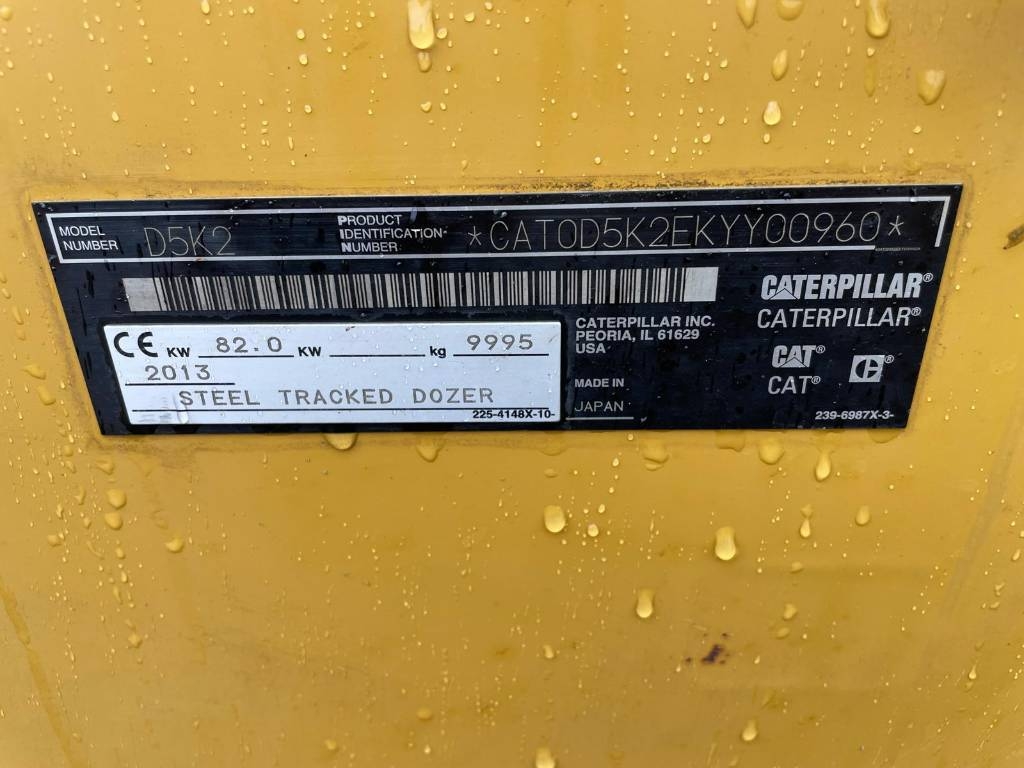 MODEL NUMBER D5K2 PRODUCT IDENTIFICATION NUMBER *CAT0D5K2EKYY00960*
CATERPILLAR®
CATERPILLAR®
CAT®
CAT®
C ®
CATERPILLAR INC.
PEORIA, IL 61629
USA
MADE IN
JAPAN
239-6987X-3-
CE KW 82.0 KW kg 9995
2013
STEEL TRACKED DOZER
225-4148X-10-